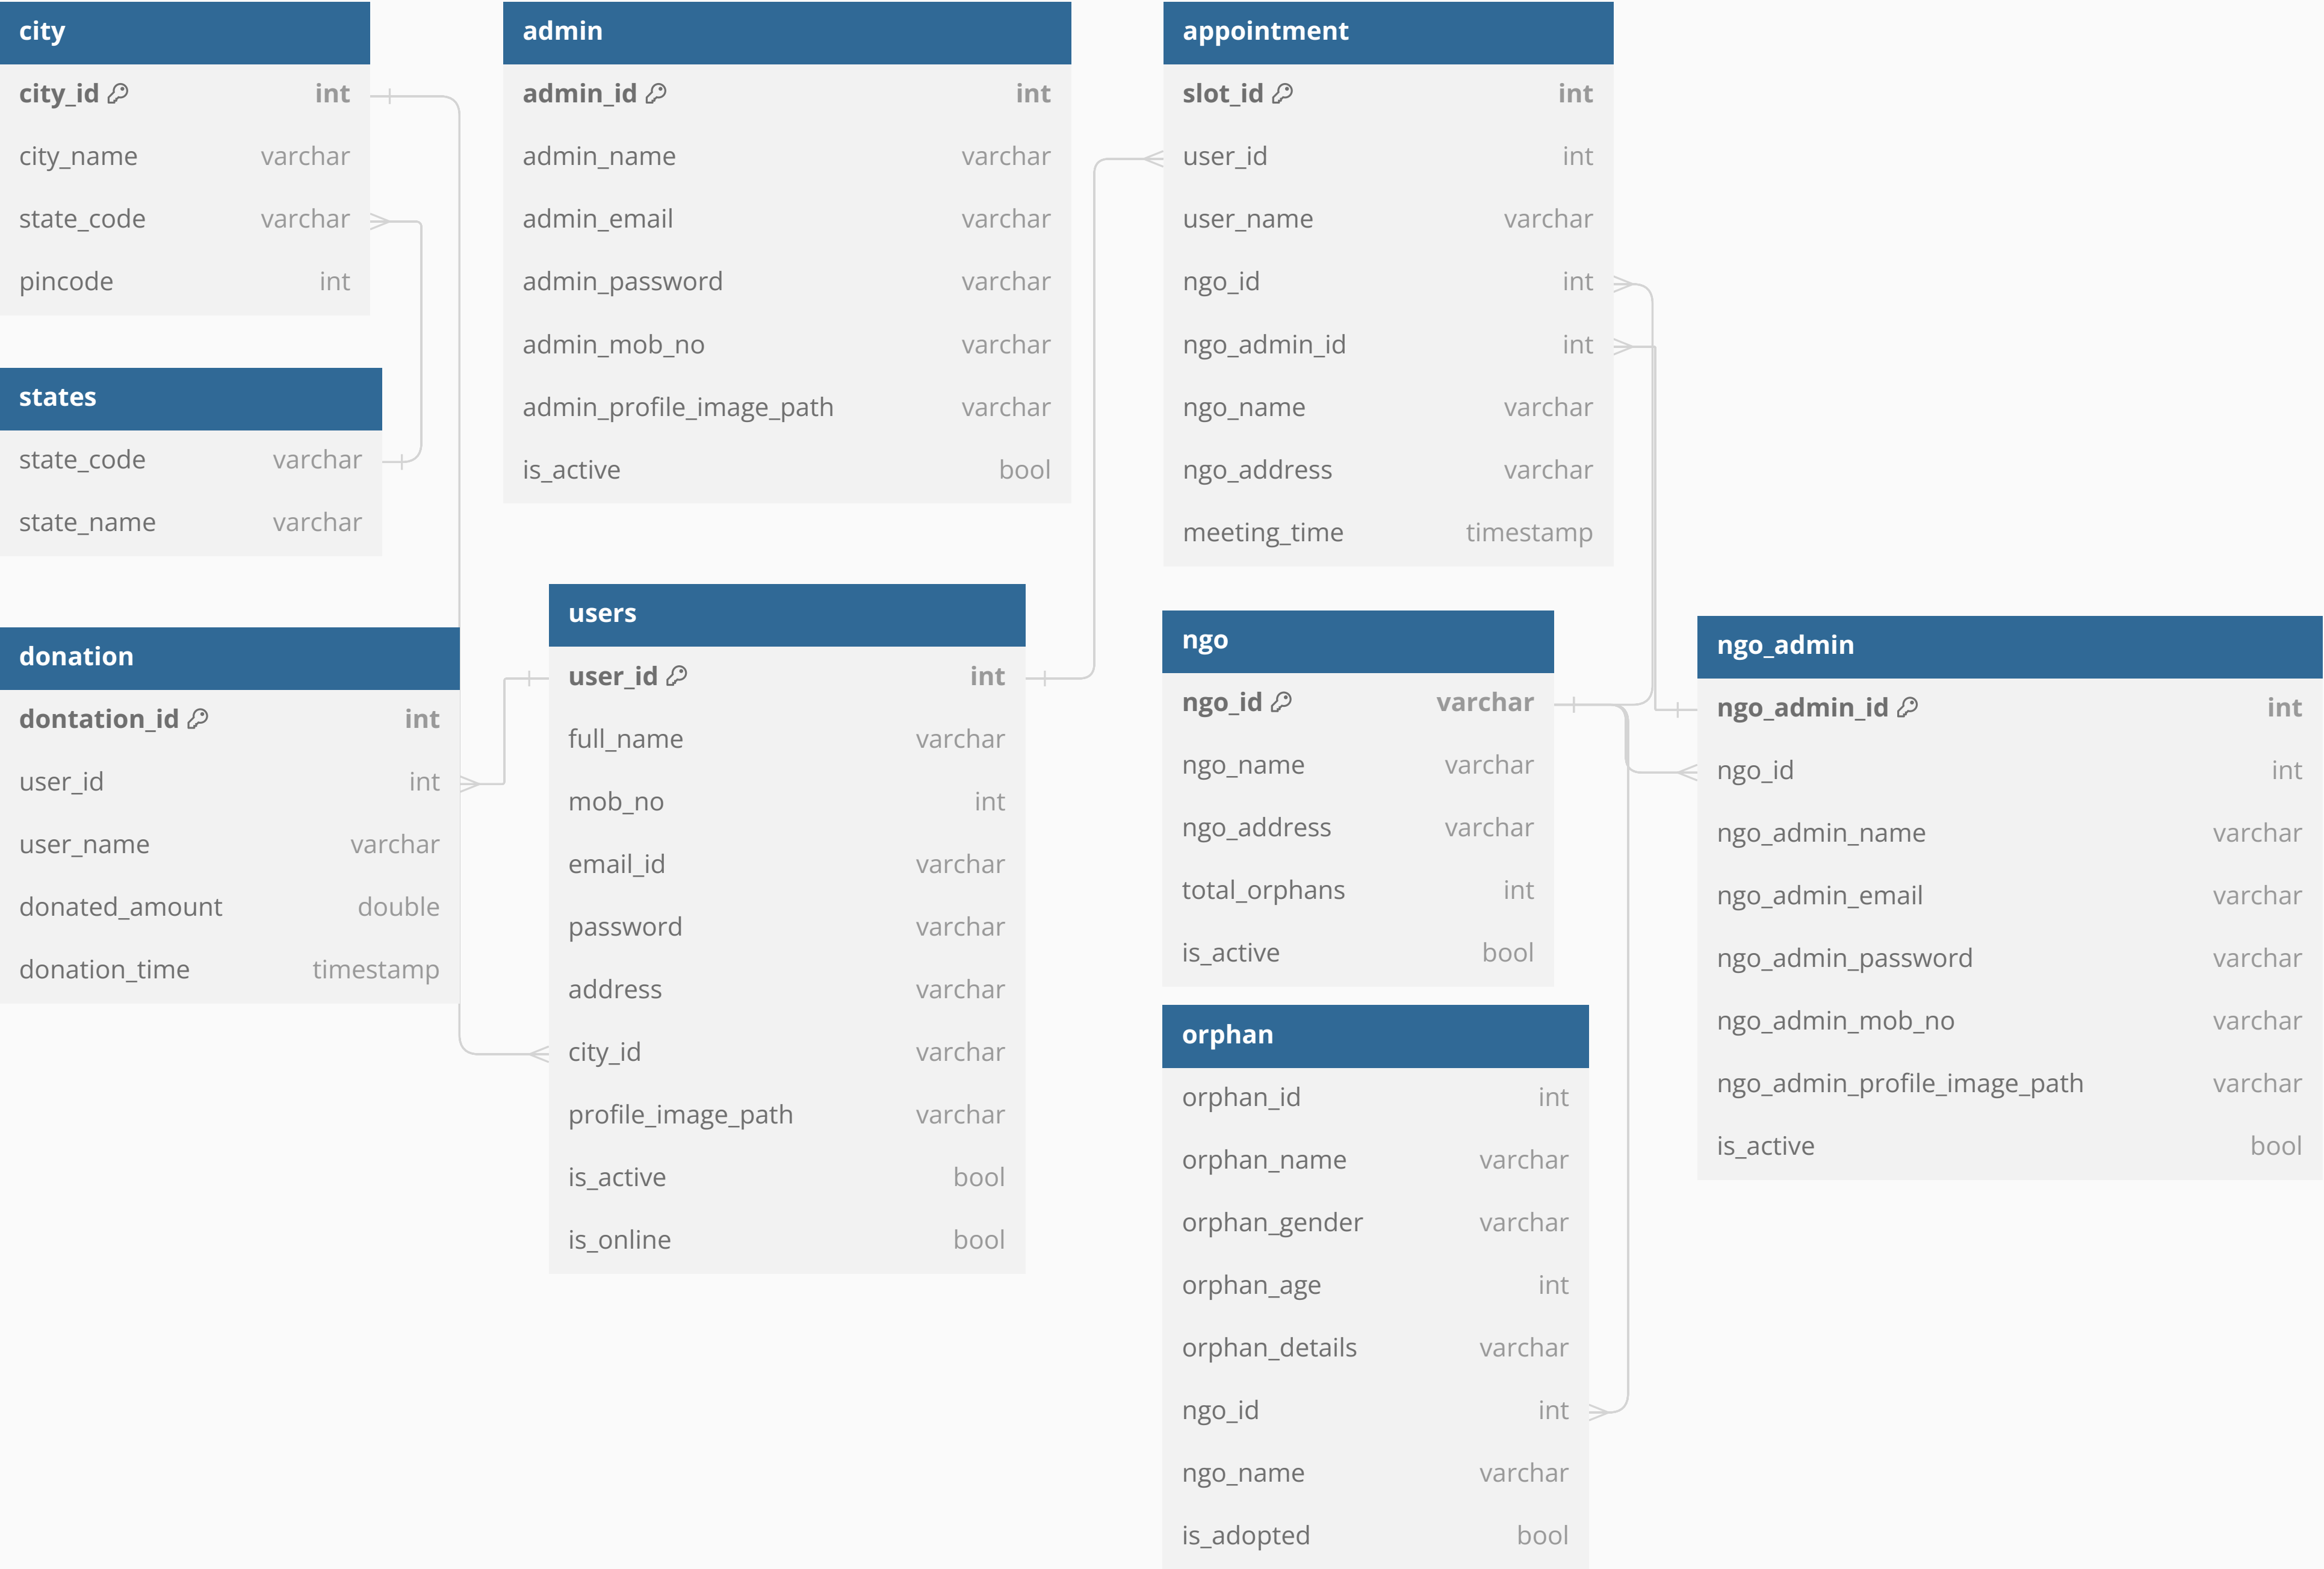 city
city_id int
city_name varchar
state_code varchar
pincode int
states
state_code varchar
state_name varchar
donation
dontation_id int
user_id int
user_name varchar
donated_amount double
donation_time timestamp
admin
admin_id int
admin_name varchar
admin_email varchar
admin_password varchar
admin_mob_no varchar
admin_profile_image_path varchar
is_active bool
users
user_id int
full_name varchar
mob_no int
email_id varchar
password varchar
address varchar
city_id varchar
profile_image_path varchar
is_active bool
is_online bool
appointment
slot_id int
user_id int
user_name varchar
ngo_id int
ngo_admin_id int
ngo_name varchar
ngo_address varchar
meeting_time timestamp
ngo
ngo_id varchar
ngo_name varchar
ngo_address varchar
total_orphans int
is_active bool
orphan
orphan_id int
orphan_name varchar
orphan_gender varchar
orphan_age int
orphan_details varchar
ngo_id int
ngo_name varchar
is_adopted bool
ngo_admin
ngo_admin_id int
ngo_id int
ngo_admin_name varchar
ngo_admin_email varchar
ngo_admin_password varchar
ngo_admin_mob_no varchar
ngo_admin_profile_image_path varchar
is_active bool